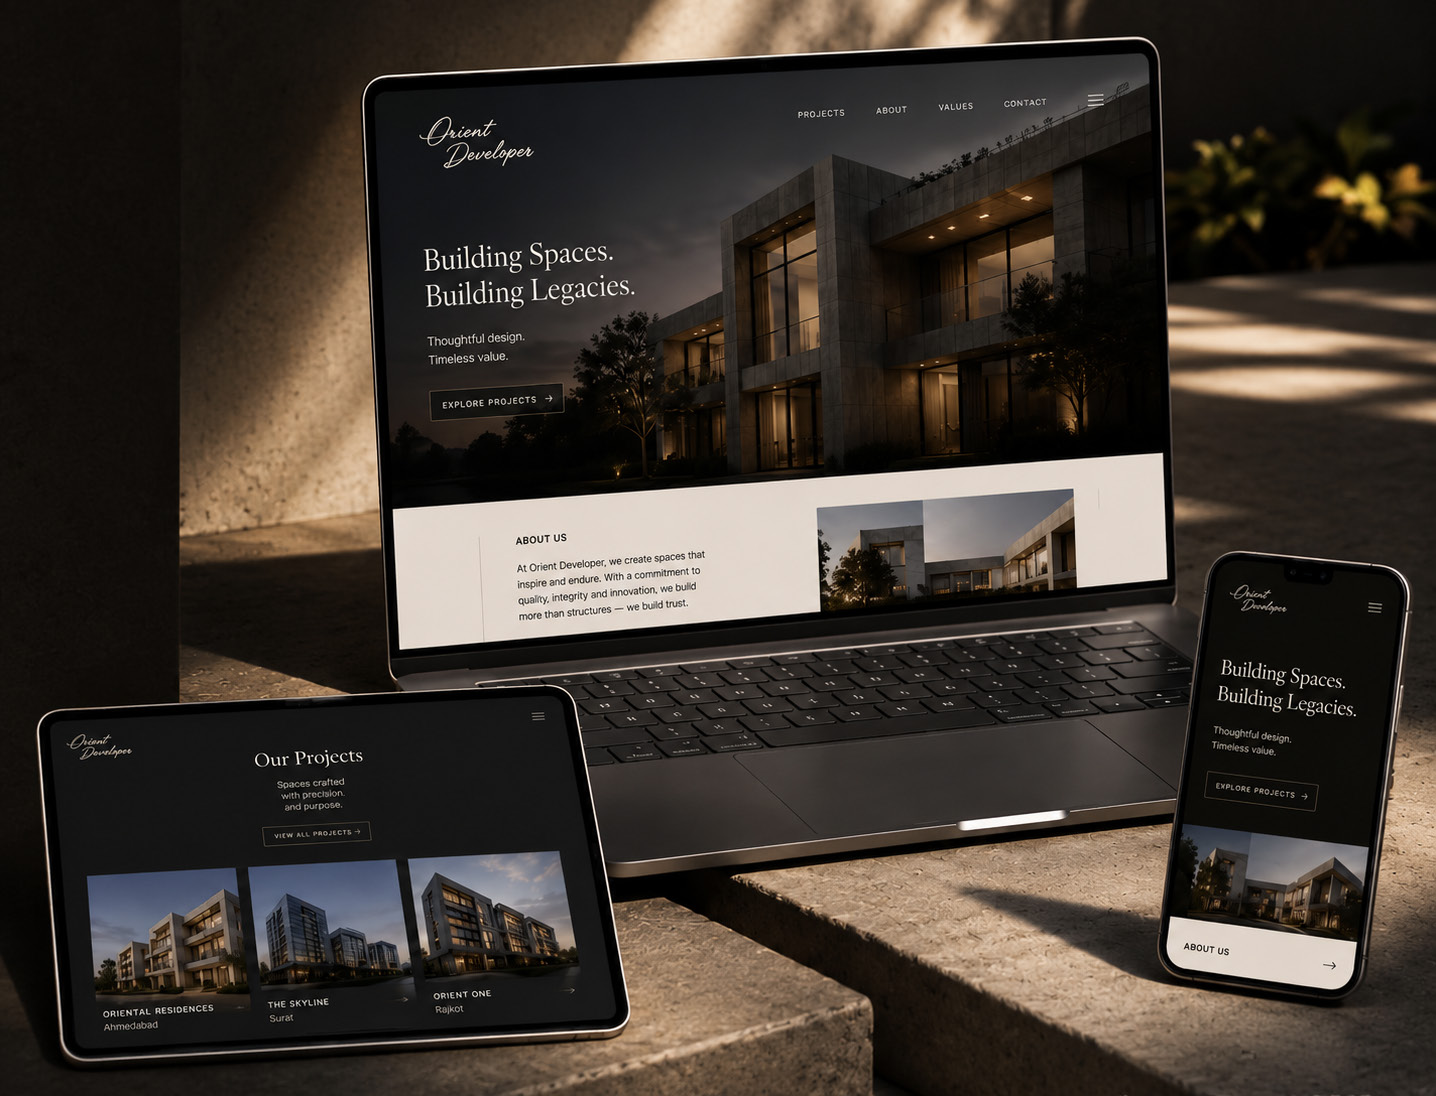 Orient
Developer
PROJECTS ABOUT VALUES CONTACT
Building Spaces.
Building Legacies.
Thoughtful design.
Timeless value.
EXPLORE PROJECTS →
ABOUT US
At Orient Developer, we create spaces that
inspire and endure. With a commitment to
quality, integrity and innovation, we build
more than structures — we build trust.
Orient
Developer
Our Projects
Spaces crafted
with precision.
and purpose.
VIEW ALL PROJECTS →
ORIENTAL RESIDENCES →
Ahmedabad
THE SKYLINE →
Surat
ORIENT ONE →
Rajkot
Orient
Developer
Building Spaces.
Building Legacies.
Thoughtful design.
Timeless value.
EXPLORE PROJECTS →
ABOUT US →